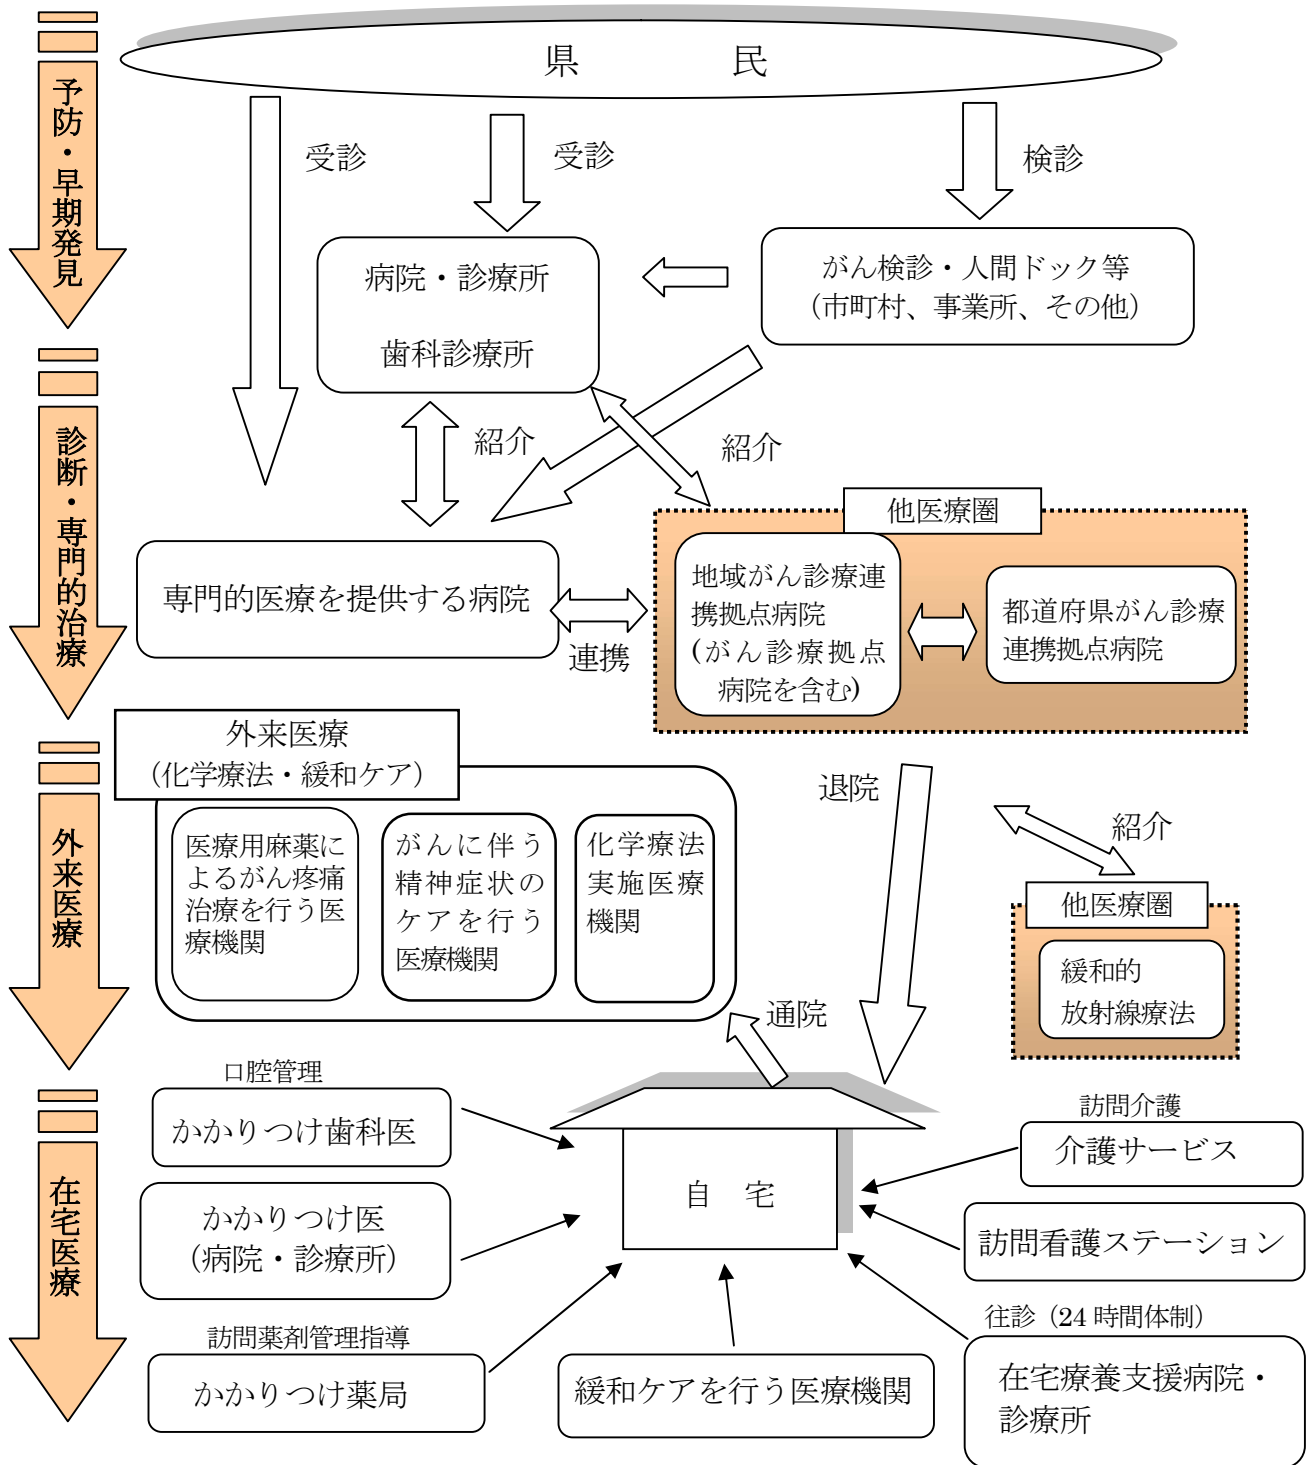 県　民
予防・早期発見
受診
受診
検診
病院・診療所
歯科診療所
がん検診・人間ドック等
（市町村、事業所、その他）
診断・専門的治療
紹介
紹介
他医療圏
専門的医療を提供する病院
連携
地域がん診療連
携拠点病院
(がん診療拠点
病院を含む)
都道府県がん診療
連携拠点病院
外来医療
外来医療
（化学療法・緩和ケア）
医療用麻薬に
よるがん疼痛
治療を行う医
療機関
がんに伴う
精神症状の
ケアを行う
医療機関
化学療法
実施医療
機関
退院
紹介
他医療圏
緩和的
放射線療法
通院
在宅医療
口腔管理
かかりつけ歯科医
かかりつけ医
（病院・診療所）
訪問薬剤管理指導
かかりつけ薬局
自　宅
緩和ケアを行う医療機関
訪問介護
介護サービス
訪問看護ステーション
往診（24 時間体制）
在宅療養支援病院・
診療所